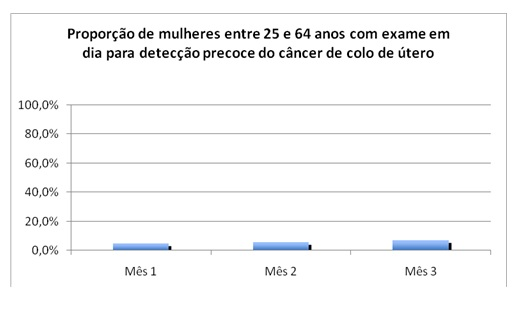 Proporção de mulheres entre 25 e 64 anos com exame em
dia para detecção precoce do câncer de colo de útero
100,0%
80,0%
60,0%
40,0%
20,0%
0,0%
Mês 1 Mês 2 Mês 3